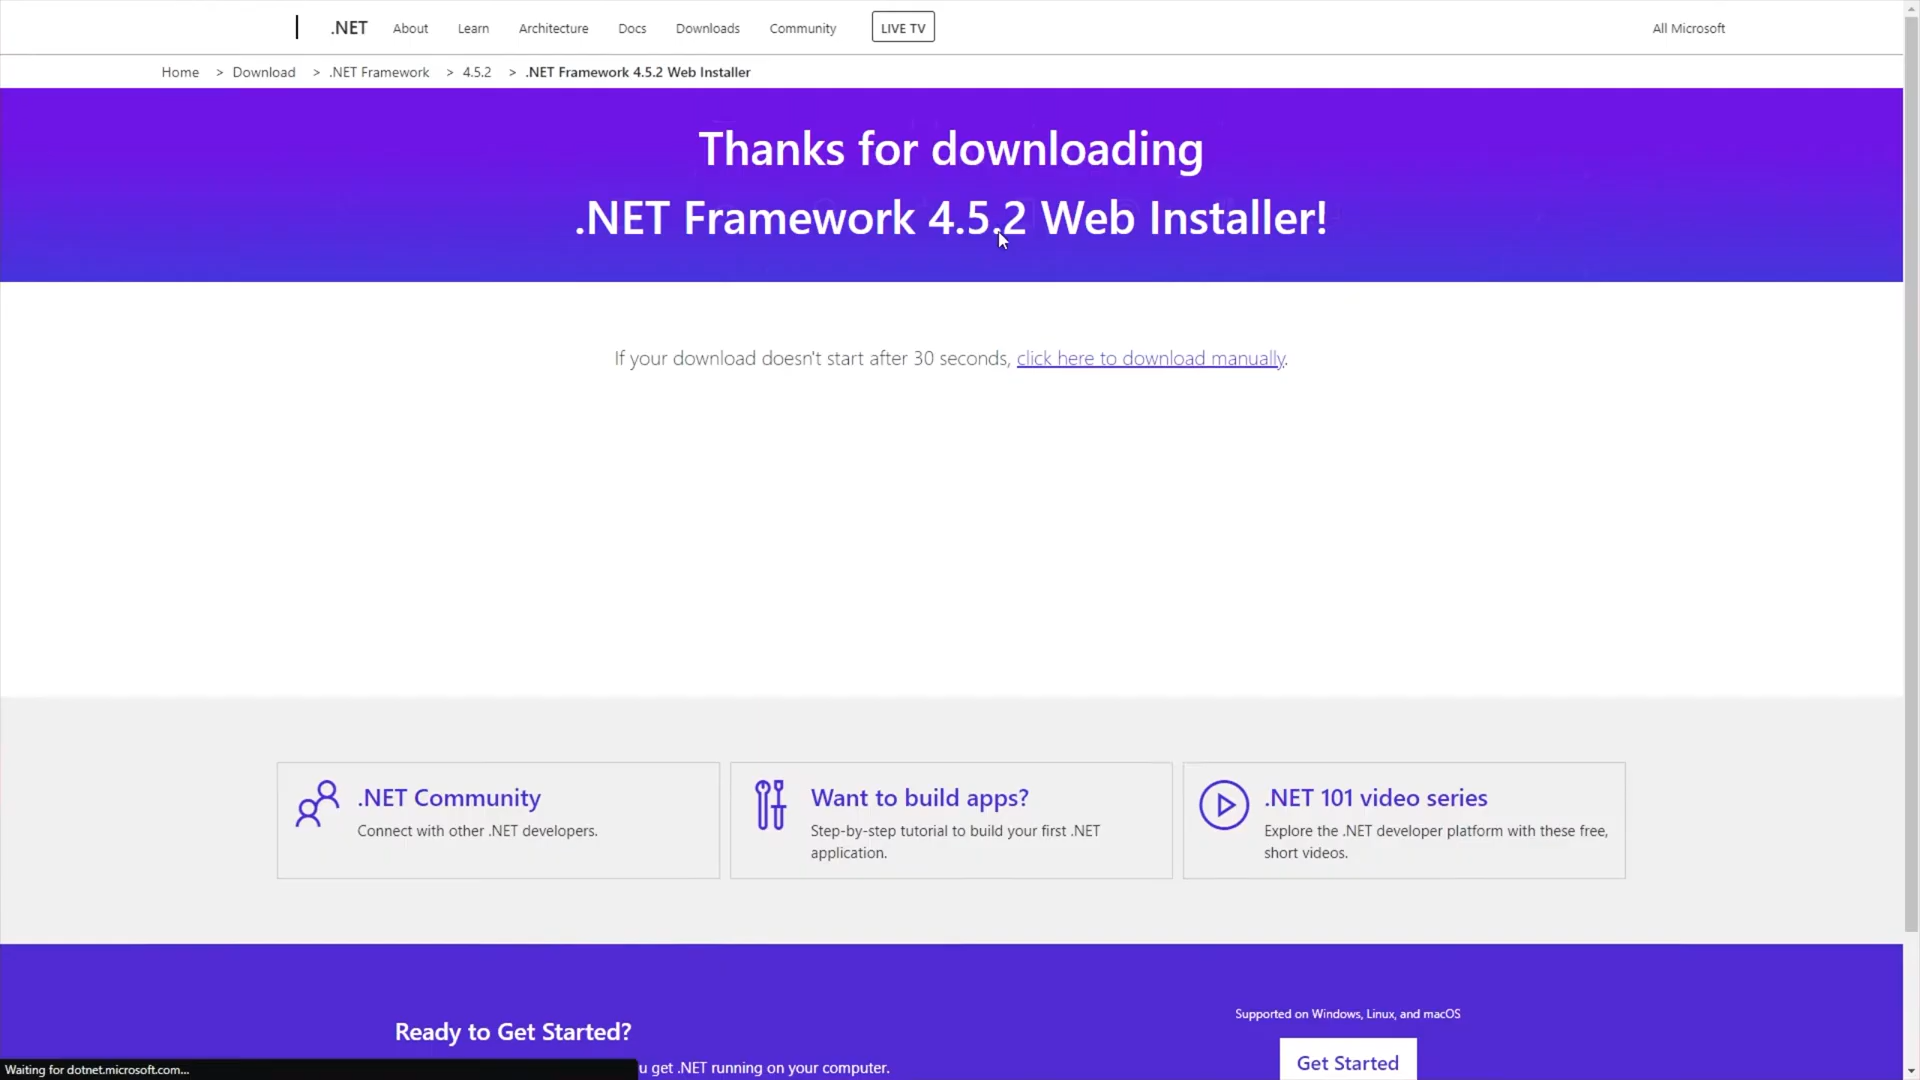 .NET About Learn Architecture Docs Downloads Community LIVE TV All Microsoft
Home > Download > .NET Framework > 4.5.2 > .NET Framework 4.5.2 Web Installer
Thanks for downloading
.NET Framework 4.5.2 Web Installer!
If your download doesn't start after 30 seconds, click here to download manually.
.NET Community
Connect with other .NET developers.
Want to build apps?
Step-by-step tutorial to build your first .NET
application.
.NET 101 video series
Explore the .NET developer platform with these free,
short videos.
Ready to Get Started?
get .NET running on your computer.
Supported on Windows, Linux, and macOS
Get Started
Waiting for dotnet.microsoft.com...